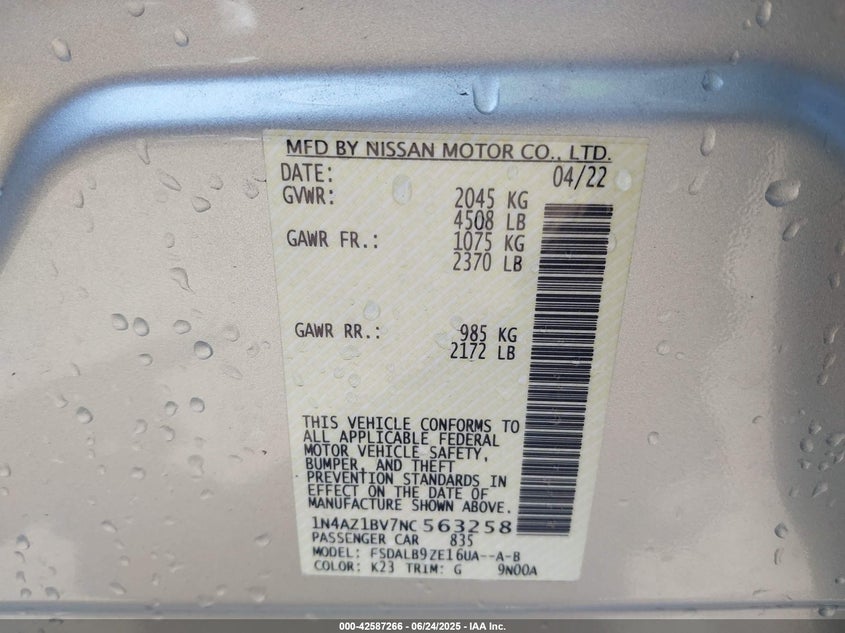 MFD BY NISSAN MOTOR CO., LTD.
DATE: 04/22
GVWR: 2045 KG
4508 LB
GAWR FR.: 1075 KG
2370 LB
GAWR RR.: 985 KG
2172 LB
THIS VEHICLE CONFORMS TO
ALL APPLICABLE FEDERAL
MOTOR VEHICLE SAFETY,
BUMPER, AND THEFT
PREVENTION STANDARDS IN
EFFECT ON THE DATE OF
MANUFACTURE SHOWN ABOVE.
1N4AZ1BV7NC 563258
PASSENGER CAR 835
MODEL: FSDALB9ZE16UA--A-B
COLOR: K23 TRIM: G 9N00A
000-42587266 - 06/24/2025 - IAA Inc.